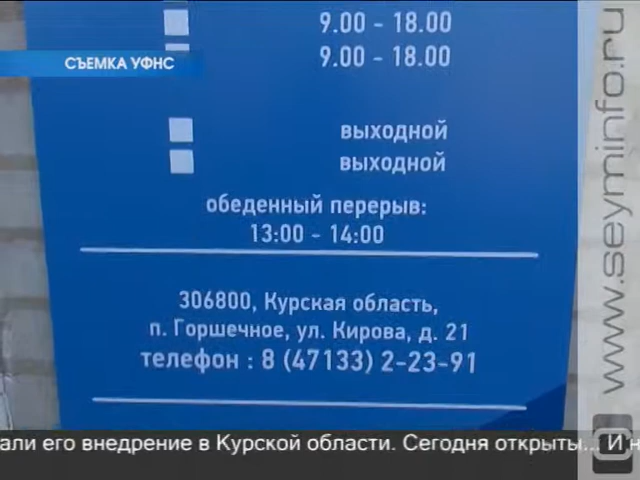 9.00 - 18.00
СЪЕМКА УФНС
9.00 - 18.00
выходной
выходной
обеденный перерыв:
13:00 - 14:00
306800, Курская область,
п. Горшечное, ул. Кирова, д. 21
телефон : 8 (47133) 2-23-91
его внедрение в Курской области. Сегодня открыты... И
www.seyminfo.ru